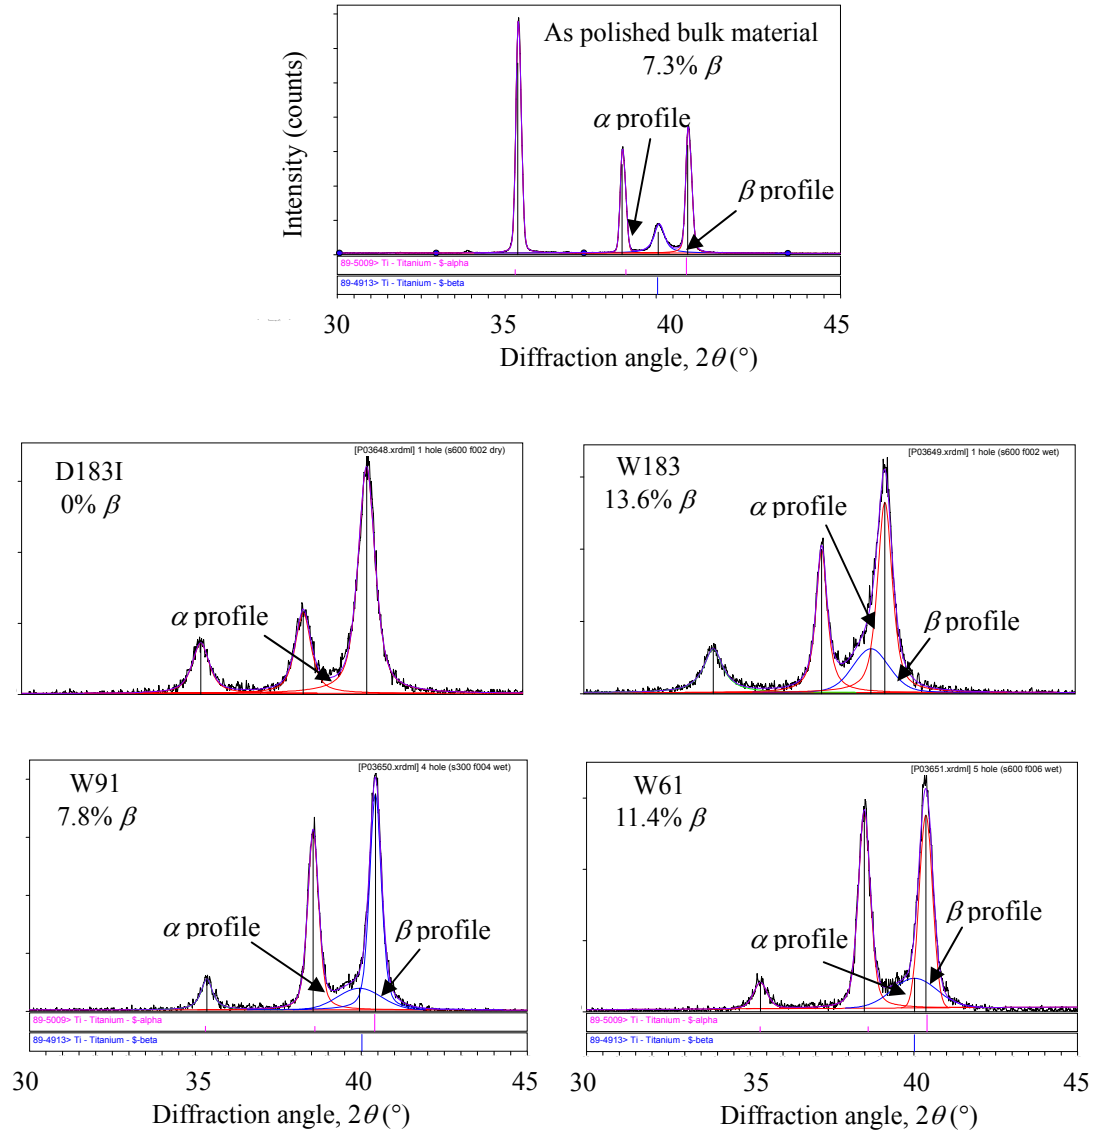 As polished bulk material
7.3% β
α profile
β profile
Intensity (counts)
89-5009> Ti - Titanium - $-alpha
89-4913> Ti - Titanium - $-beta
30 35 40 45
Diffraction angle, 2θ (°)
[P03648.xrdml] 1 hole (s600 f002 dry)
D183I
0% β
α profile
[P03649.xrdml] 1 hole (s600 f002 wet)
W183
13.6% β
α profile
β profile
[P03650.xrdml] 4 hole (s300 f004 wet)
W91
7.8% β
α profile
β profile
89-5009> Ti - Titanium - $-alpha
89-4913> Ti - Titanium - $-beta
30 35 40 45
Diffraction angle, 2θ (°)
[P03651.xrdml] 5 hole (s600 f006 wet)
W61
11.4% β
α profile
β profile
89-5009> Ti - Titanium - $-alpha
89-4913> Ti - Titanium - $-beta
30 35 40 45
Diffraction angle, 2θ (°)